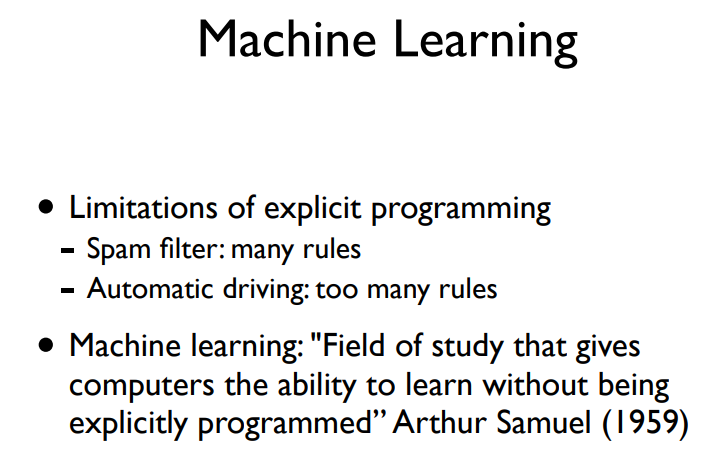 Machine Learning
• Limitations of explicit programming
- Spam filter: many rules
- Automatic driving: too many rules
• Machine learning: "Field of study that gives
computers the ability to learn without being
explicitly programmed” Arthur Samuel (1959)